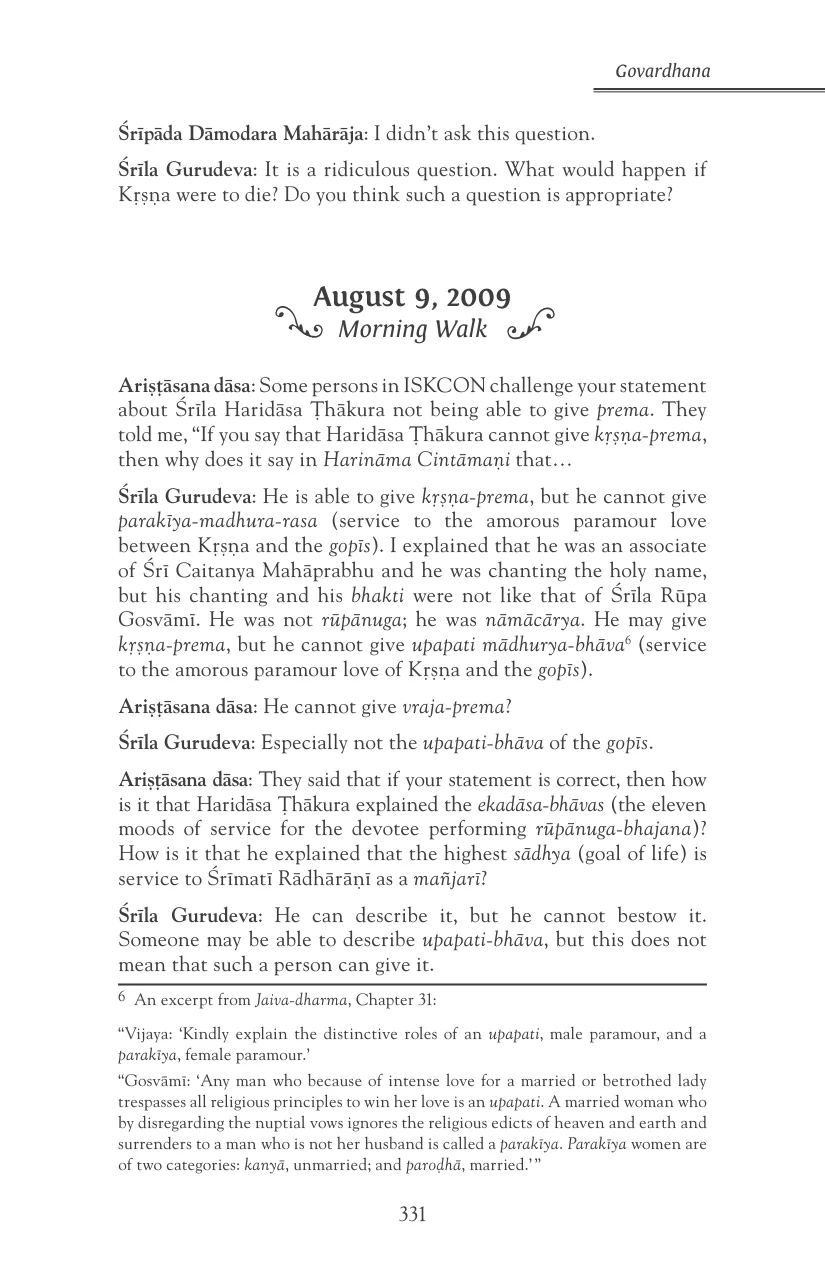 Govardhana
Śrīpāda Dāmodara Mahārāja: I didn’t ask this question.
Śrīla Gurudeva: It is a ridiculous question. What would happen if
Kṛṣṇa were to die? Do you think such a question is appropriate?
August 9, 2009
Morning Walk
Ariṣṭāsana dāsa: Some persons in ISKCON challenge your statement
about Śrīla Haridāsa Ṭhākura not being able to give prema. They
told me, “If you say that Haridāsa Ṭhākura cannot give kṛṣṇa-prema,
then why does it say in Harināma Cintāmaṇi that…
Śrīla Gurudeva: He is able to give kṛṣṇa-prema, but he cannot give
parakīya-madhura-rasa (service to the amorous paramour love
between Kṛṣṇa and the gopīs). I explained that he was an associate
of Śrī Caitanya Mahāprabhu and he was chanting the holy name,
but his chanting and his bhakti were not like that of Śrīla Rūpa
Gosvāmī. He was not rūpānuga; he was nāmācārya. He may give
kṛṣṇa-prema, but he cannot give upapati mādhurya-bhāva⁶ (service
to the amorous paramour love of Kṛṣṇa and the gopīs).
Ariṣṭāsana dāsa: He cannot give vraja-prema?
Śrīla Gurudeva: Especially not the upapati-bhāva of the gopīs.
Ariṣṭāsana dāsa: They said that if your statement is correct, then how
is it that Haridāsa Ṭhākura explained the ekadāsa-bhāvas (the eleven
moods of service for the devotee performing rūpānuga-bhajana)?
How is it that he explained that the highest sādhya (goal of life) is
service to Śrīmatī Rādhārāṇī as a mañjarī?
Śrīla Gurudeva: He can describe it, but he cannot bestow it.
Someone may be able to describe upapati-bhāva, but this does not
mean that such a person can give it.
⁶ An excerpt from Jaiva-dharma, Chapter 31:
“Vijaya: ‘Kindly explain the distinctive roles of an upapati, male paramour, and a
parakīya, female paramour.’
“Gosvāmī: ‘Any man who because of intense love for a married or betrothed lady
trespasses all religious principles to win her love is an upapati. A married woman who
by disregarding the nuptial vows ignores the religious edicts of heaven and earth and
surrenders to a man who is not her husband is called a parakīya. Parakīya women are
of two categories: kanyā, unmarried; and paroḍhā, married.’”
331